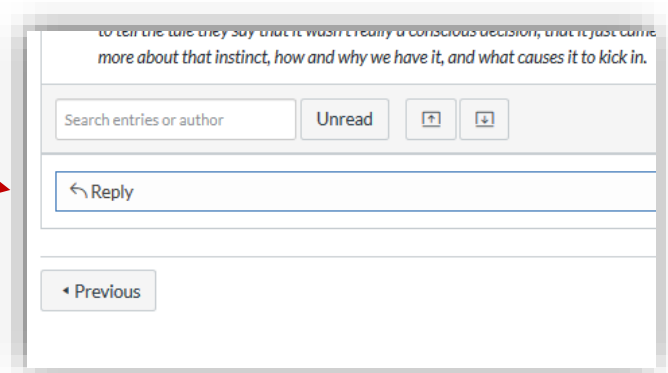 to tell the tale they say that it wasn't really a conscious decision, that it just came
more about that instinct, how and why we have it, and what causes it to kick in.
Search entries or author Unread
Reply
Previous